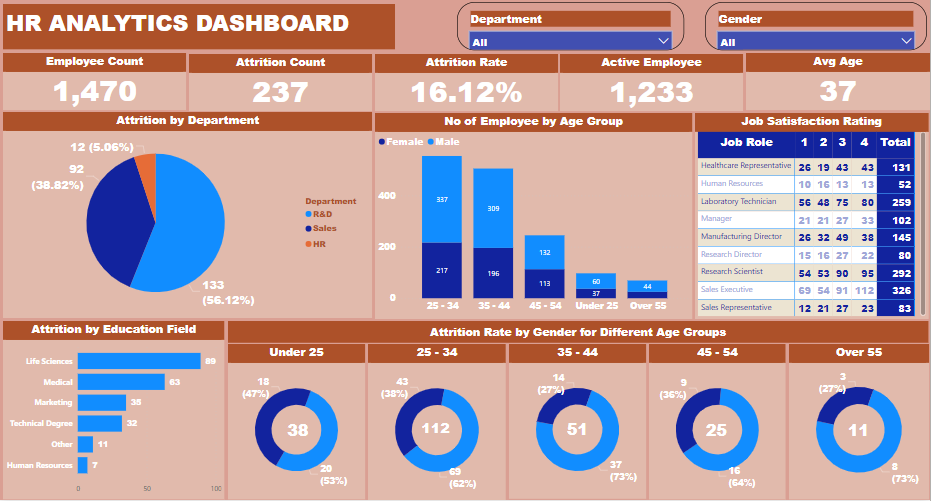 HR ANALYTICS DASHBOARD
Department
All
Gender
All
Employee Count
1,470
Attrition Count
237
Attrition Rate
16.12%
Active Employee
1,233
Avg Age
37
Attrition by Department
12 (5.06%)
92
(38.82%)
133
(56.12%)
Department
R&D
Sales
HR
No of Employee by Age Group
Female Male
400
200
0
337
217
309
196
132
113
60
37
44
25 - 34 35 - 44 45 - 54 Under 25 Over 55
Job Satisfaction Rating
Job Role 1 2 3 4 Total
Healthcare Representative 26 19 43 43 131
Human Resources 10 16 13 13 52
Laboratory Technician 56 48 75 80 259
Manager 21 21 27 33 102
Manufacturing Director 26 32 49 38 145
Research Director 15 16 27 22 80
Research Scientist 54 53 90 95 292
Sales Executive 69 54 91 112 326
Sales Representative 12 21 27 23 83
Attrition by Education Field
Life Sciences 89
Medical 63
Marketing 35
Technical Degree 32
Other 11
Human Resources 7
0 50 100
Attrition Rate by Gender for Different Age Groups
Under 25
18
(47%)
38
20
(53%)
25 - 34
43
(38%)
112
69
(62%)
35 - 44
14
(27%)
51
37
(73%)
45 - 54
9
(36%)
25
16
(64%)
Over 55
3
(27%)
11
8
(73%)